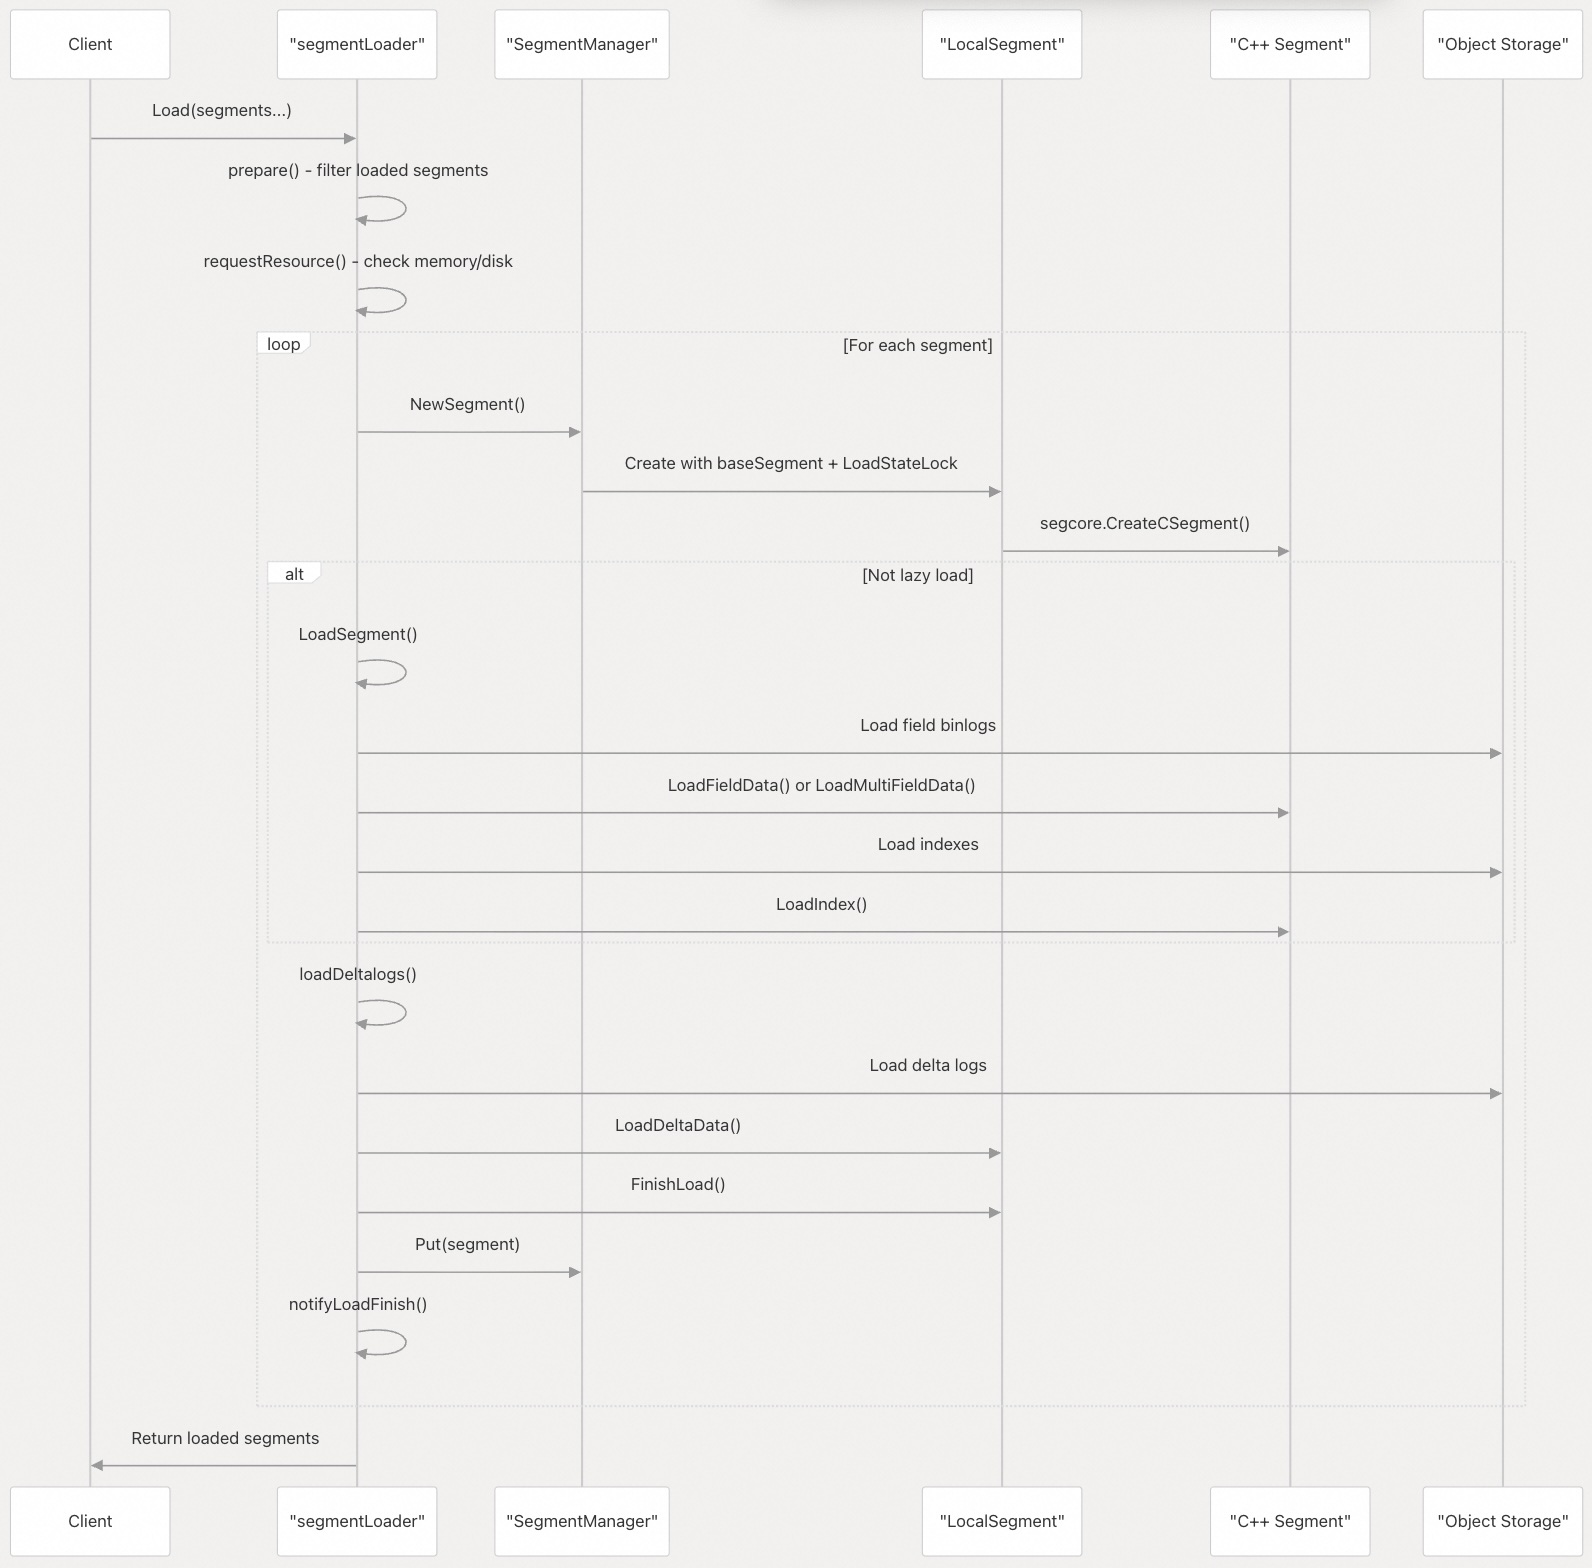 Client
"segmentLoader"
"SegmentManager"
"LocalSegment"
"C++ Segment"
"Object Storage"
Load(segments...)
prepare() - filter loaded segments
requestResource() - check memory/disk
loop
[For each segment]
NewSegment()
Create with baseSegment + LoadStateLock
segcore.CreateCSegment()
alt
[Not lazy load]
LoadSegment()
Load field binlogs
LoadFieldData() or LoadMultiFieldData()
Load indexes
LoadIndex()
loadDeltalogs()
Load delta logs
LoadDeltaData()
FinishLoad()
Put(segment)
notifyLoadFinish()
Return loaded segments
Client
"segmentLoader"
"SegmentManager"
"LocalSegment"
"C++ Segment"
"Object Storage"